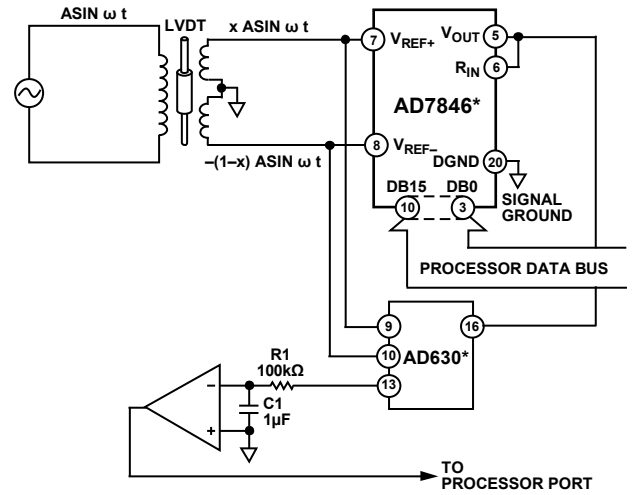 ASIN ω t
LVDT
x ASIN ω t
–(1–x) ASIN ω t
7
VREF+
VOUT
5
RIN
6
AD7846*
8
VREF–
DGND
20
DB15
DB0
10
3
SIGNAL
GROUND
PROCESSOR DATA BUS
9
16
10
AD630*
13
R1
100kΩ
C1
1µF
–
+
TO
PROCESSOR PORT